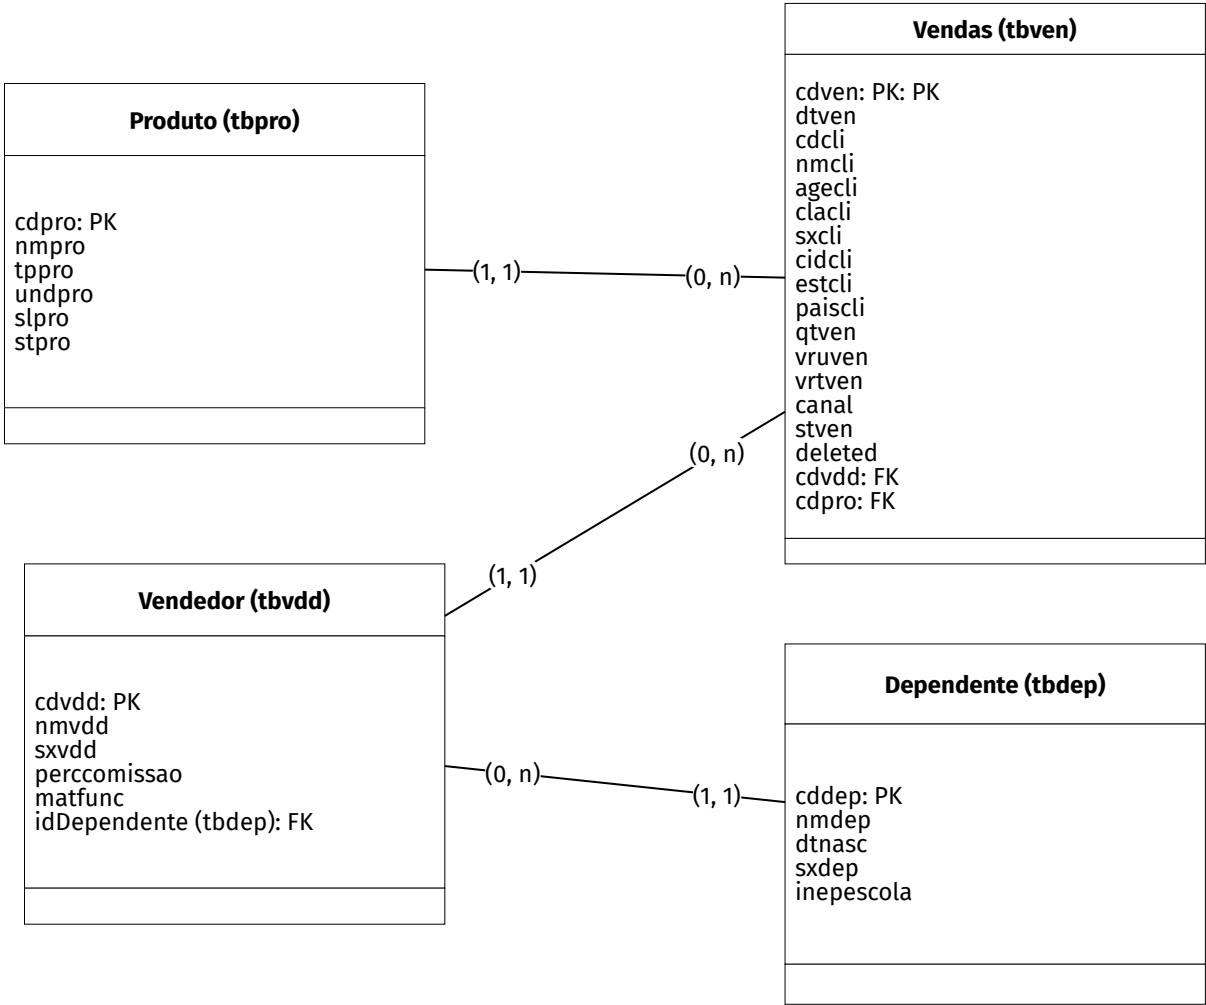 Produto (tbpro)
cdpro: PK
nmpro
tppro
undpro
slpro
stpro
(1, 1)
(0, n)
Vendas (tbven)
cdven: PK: PK
dtven
cdcli
nmcli
agecli
clacli
sxcli
cidcli
estcli
paiscli
qtven
vruven
vrtven
canal
stven
deleted
cdvdd: FK
cdpro: FK
(0, n)
(1, 1)
Vendedor (tbvdd)
cdvdd: PK
nmvdd
sxvdd
perccomissao
matfunc
idDependente (tbdep): FK
(0, n)
(1, 1)
Dependente (tbdep)
cddep: PK
nmdep
dtnasc
sxdep
inepescola